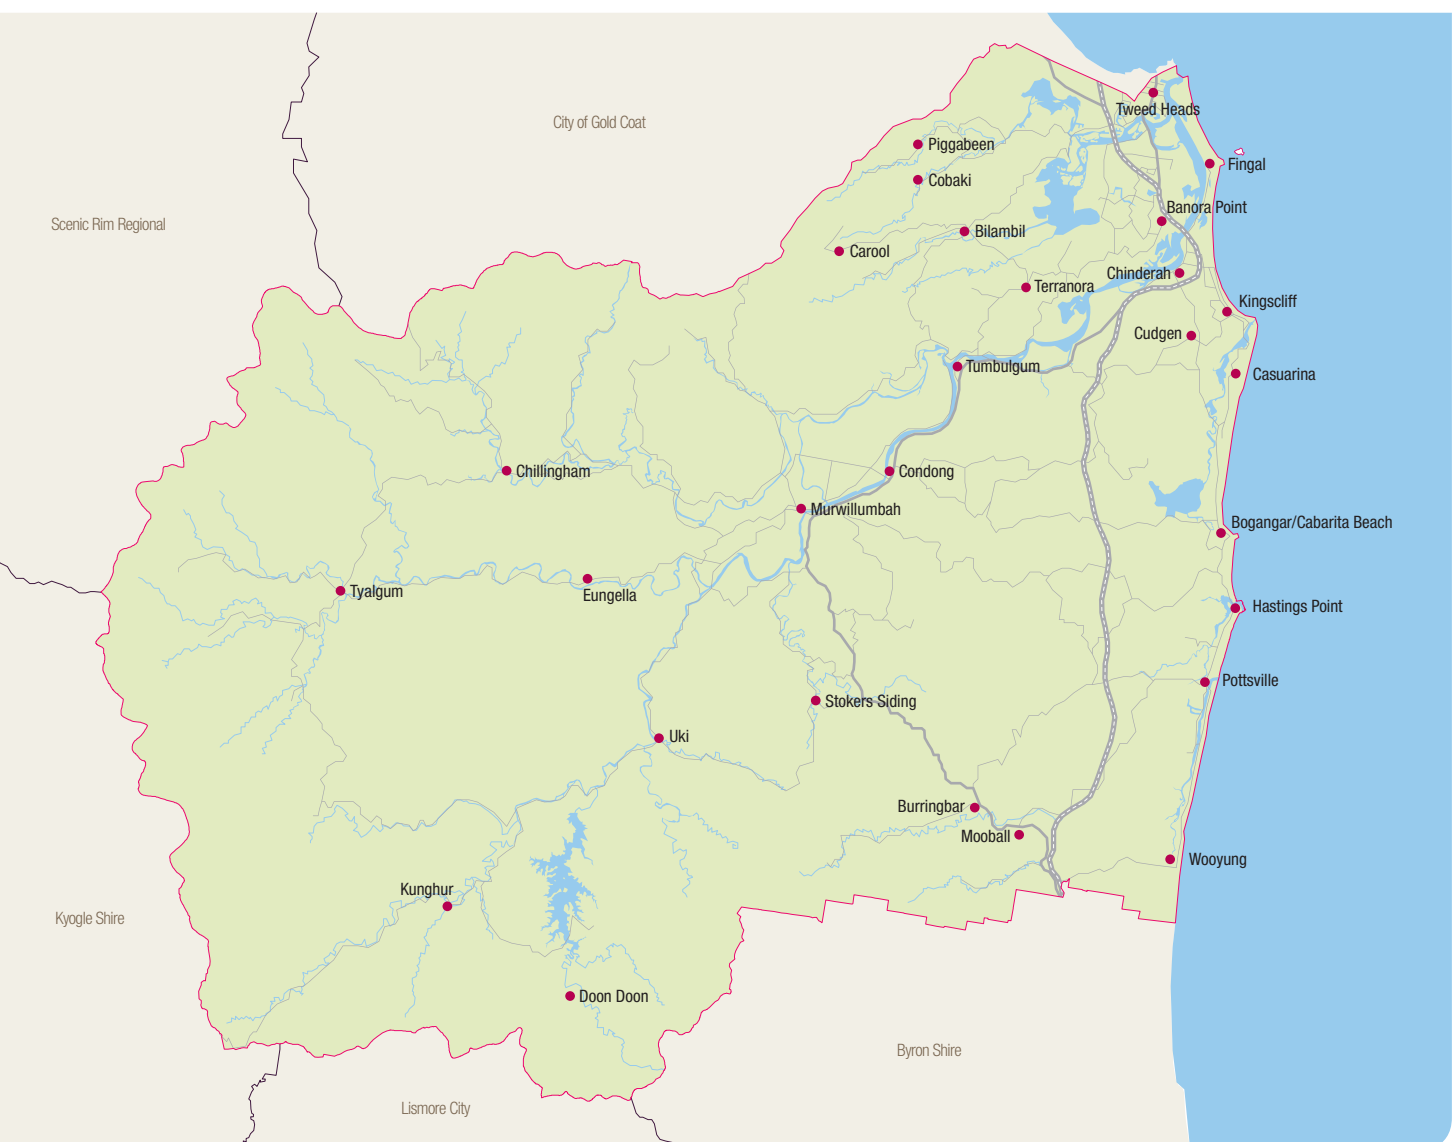 Tweed Heads
City of Gold Coat
Piggabeen
Fingal
Cobaki
Banora Point
Scenic Rim Regional
Bilambil
Carool
Chinderah
Terranora
Kingscliff
Cudgen
Tumbulgum
Casuarina
Chillingham
Condong
Murwillumbah
Bogangar/Cabarita Beach
Tyalgum
Eungella
Hastings Point
Pottsville
Stokers Siding
Uki
Burringbar
Mooball
Wooyung
Kunghur
Kyogle Shire
Doon Doon
Byron Shire
Lismore City